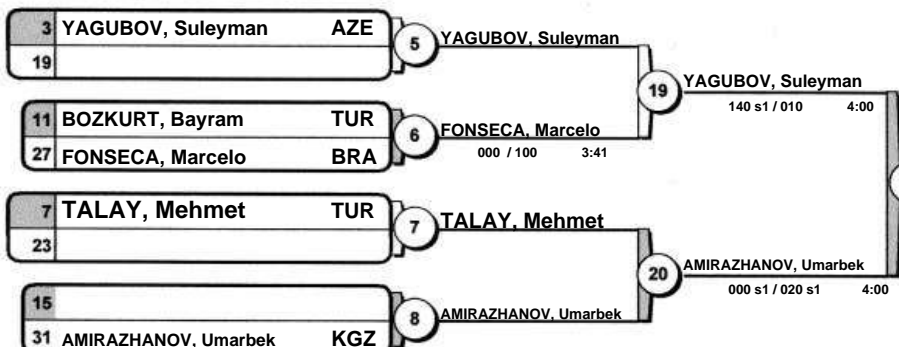 3 YAGUBOV, Suleyman AZE
19
5
YAGUBOV, Suleyman
11 BOZKURT, Bayram TUR
27 FONSECA, Marcelo BRA
6
FONSECA, Marcelo
000 / 100 3:41
19
YAGUBOV, Suleyman
140 s1 / 010 4:00
7 TALAY, Mehmet TUR
23
7
TALAY, Mehmet
15
31 AMIRAZHANOV, Umarbek KGZ
8
AMIRAZHANOV, Umarbek
20
AMIRAZHANOV, Umarbek
000 s1 / 020 s1 4:00